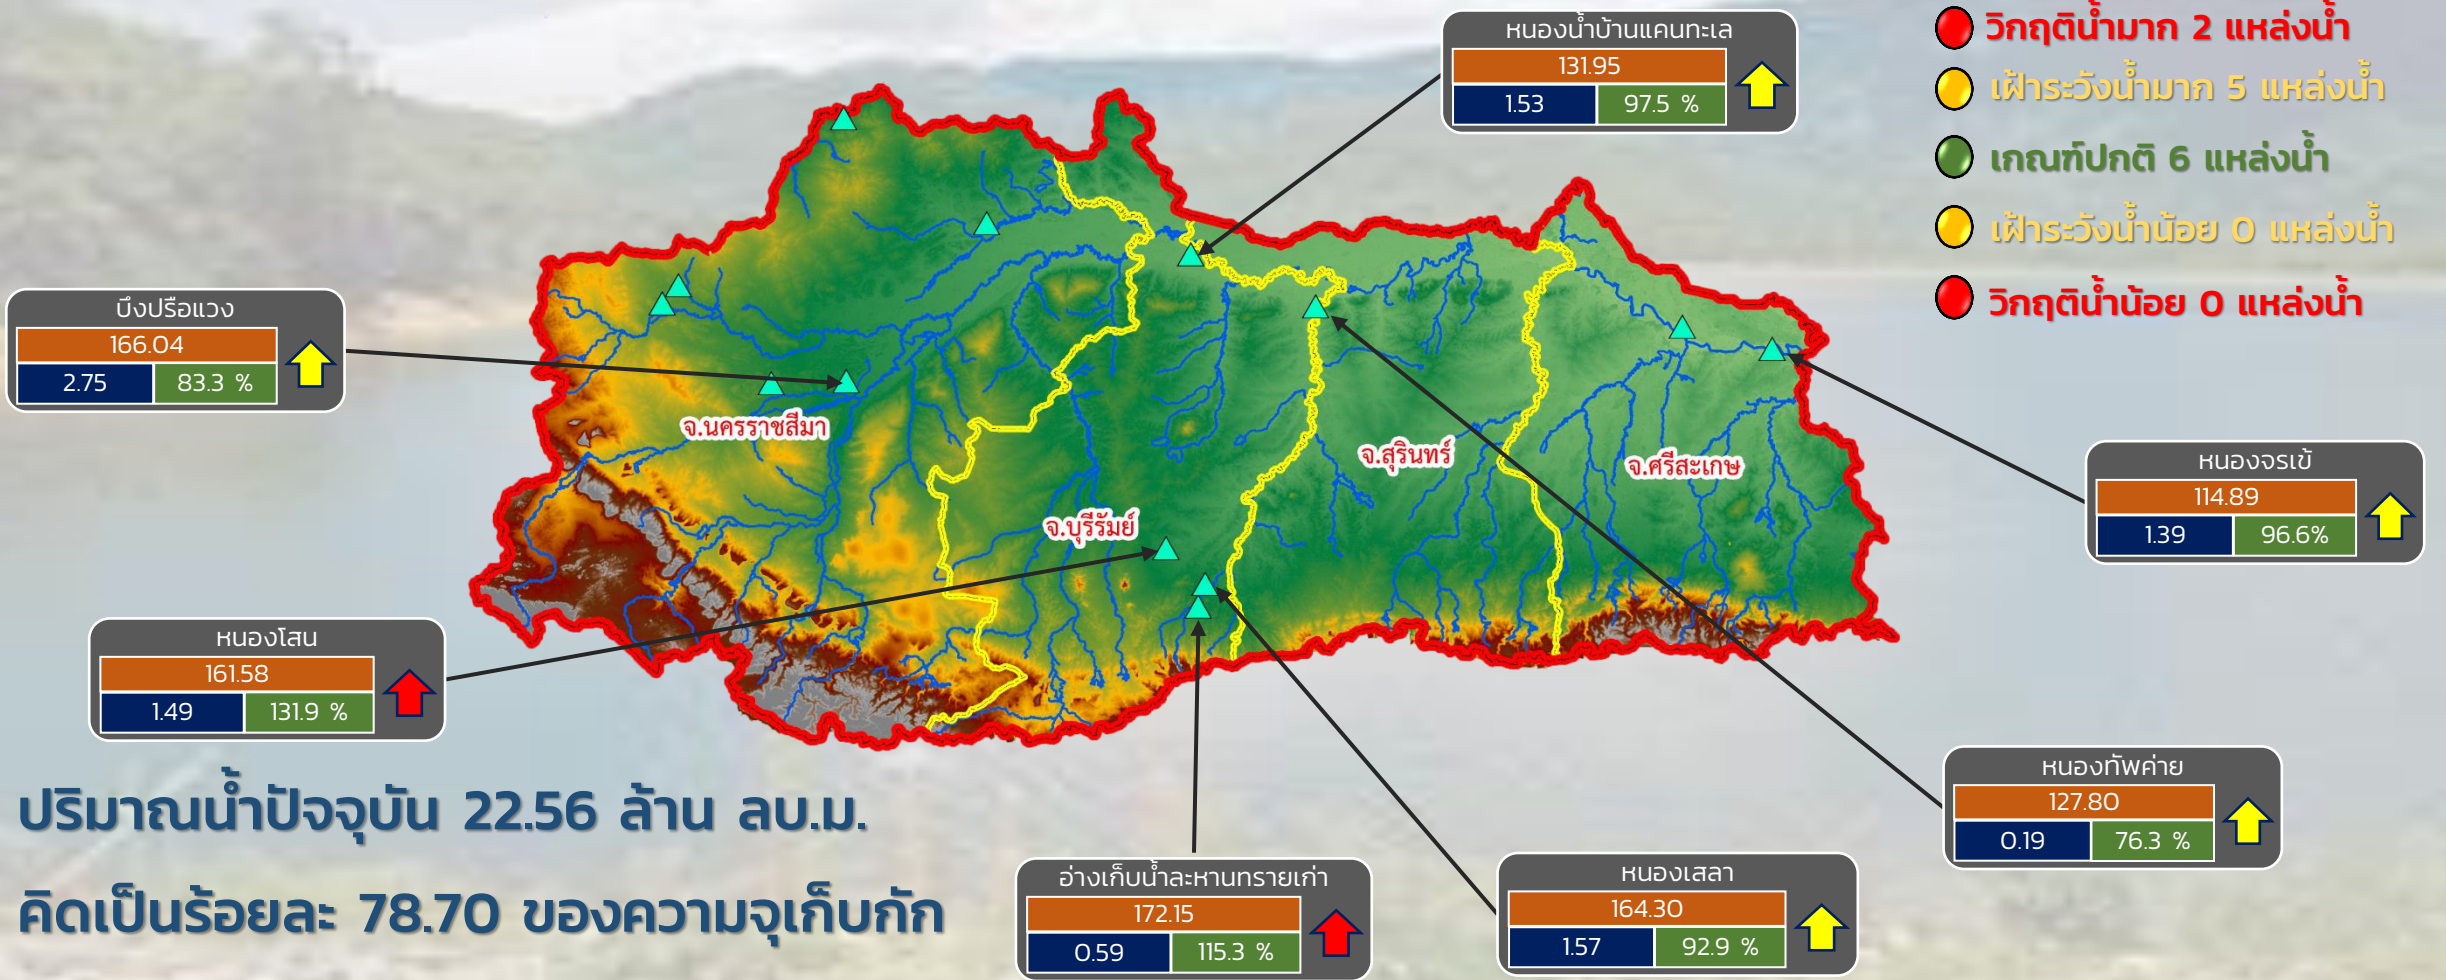 หนองน้ำบ้านแคนทะเล
131.95
1.53 97.5 %
วิกฤติน้ำมาก 2 แหล่งน้ำ
เฝ้าระวังน้ำมาก 5 แหล่งน้ำ
เกณฑ์ปกติ 6 แหล่งน้ำ
เฝ้าระวังน้ำน้อย 0 แหล่งน้ำ
วิกฤติน้ำน้อย 0 แหล่งน้ำ
บึงปรือแวง
166.04
2.75 83.3 %
จ.นครราชสีมา
จ.บุรีรัมย์
จ.สุรินทร์
จ.ศรีสะเกษ
หนองจรเข้
114.89
1.39 96.6%
หนองโสน
161.58
1.49 131.9 %
ปริมาณน้ำปัจจุบัน 22.56 ล้าน ลบ.ม.
คิดเป็นร้อยละ 78.70 ของความจุเก็บกัก
อ่างเก็บน้ำละหานทรายเก่า
172.15
0.59 115.3 %
หนองเสลา
164.30
1.57 92.9 %
หนองทัพค่าย
127.80
0.19 76.3 %